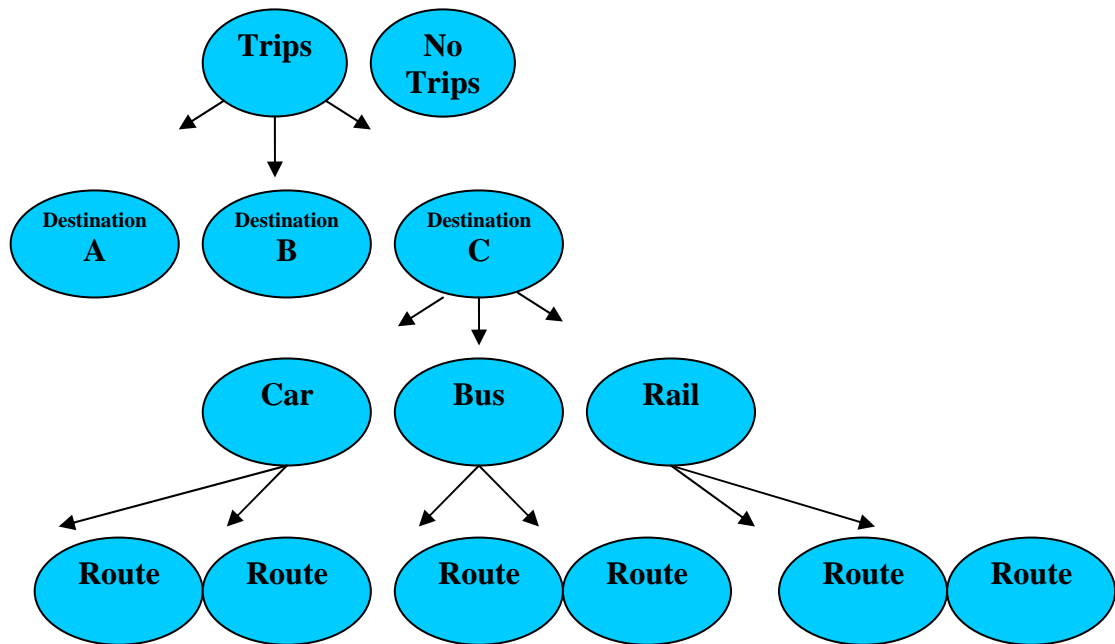 Trips
No
Trips
Destination
A
Destination
B
Destination
C
Car
Bus
Rail
Route
Route
Route
Route
Route
Route